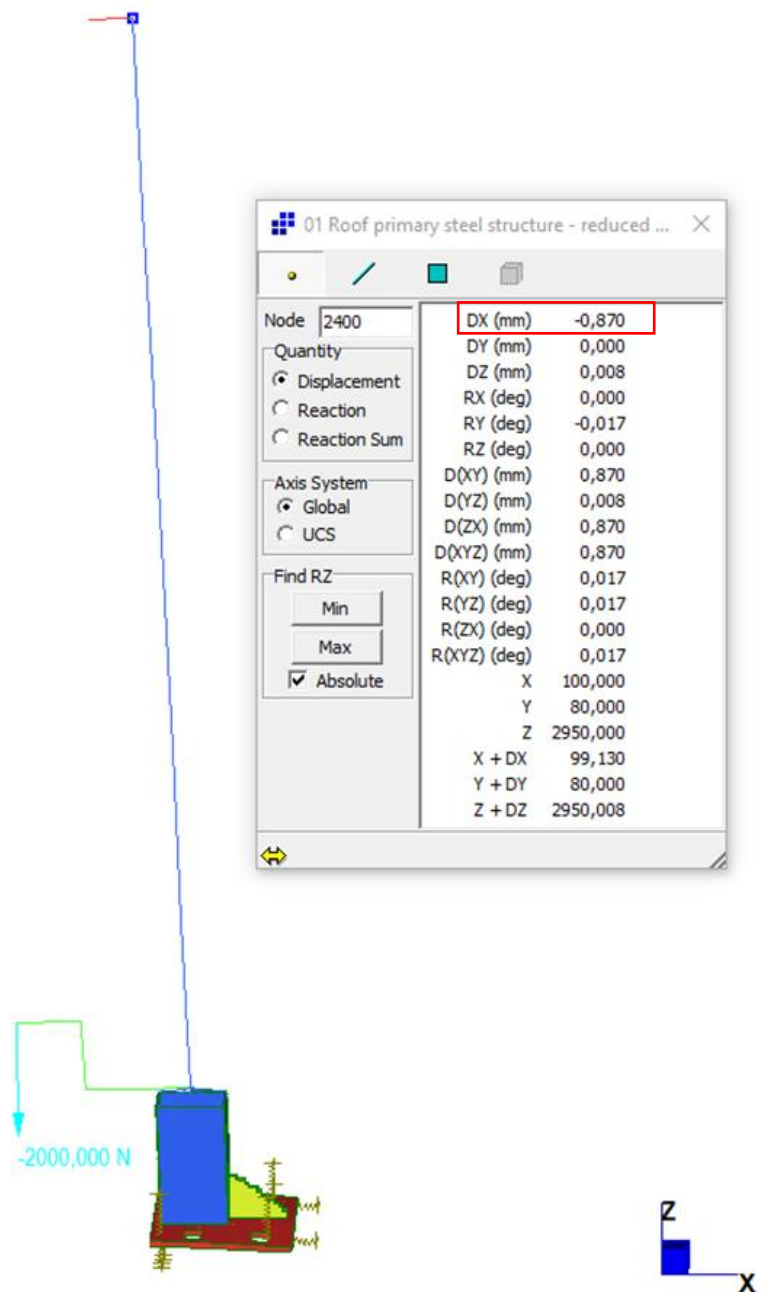 01 Roof primary steel structure - reduced ...
Node 2400
Quantity
Displacement
Reaction
Reaction Sum
Axis System
Global
UCS
Find RZ
Min
Max
Absolute
DX (mm) -0,870
DY (mm) 0,000
DZ (mm) 0,008
RX (deg) 0,000
RY (deg) -0,017
RZ (deg) 0,000
D(XY) (mm) 0,870
D(YZ) (mm) 0,008
D(ZX) (mm) 0,870
D(XYZ) (mm) 0,870
R(XY) (deg) 0,017
R(YZ) (deg) 0,017
R(ZX) (deg) 0,000
R(XYZ) (deg) 0,017
X 100,000
Y 80,000
Z 2950,000
X + DX 99,130
Y + DY 80,000
Z + DZ 2950,008
-2000,000 N
Z
X